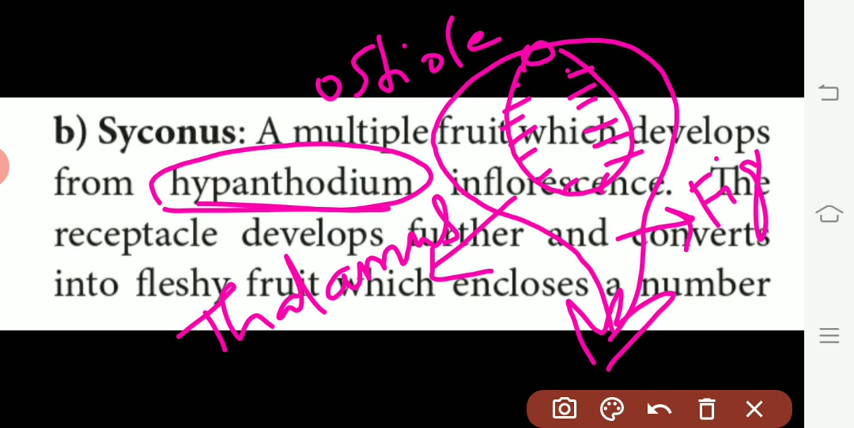 ostiole
b) Syconus: A multiple fruit which develops
from hypanthodium inflorescence. The
Fig
receptacle develops further and converts
Thalamus
into fleshy fruit which encloses a number